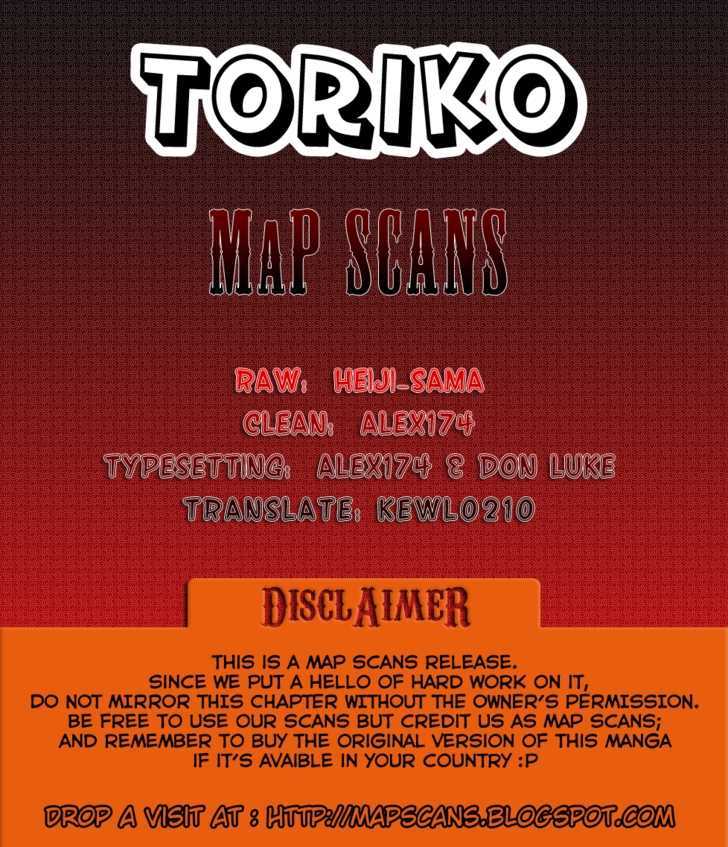 TORIKO
MAP SCANS
RAW: HEIJI-SAMA
CLEAN: ALEX174
TYPESETTING: ALEX174 & DON LUKE
TRANSLATE: KEWL0210
DISCLAIMER
THIS IS A MAP SCANS RELEASE.
SINCE WE PUT A HELLO OF HARD WORK ON IT,
DO NOT MIRROR THIS CHAPTER WITHOUT THE OWNER'S PERMISSION.
BE FREE TO USE OUR SCANS BUT CREDIT US AS MAP SCANS;
AND REMEMBER TO BUY THE ORIGINAL VERSION OF THIS MANGA
IF IT'S AVAIBLE IN YOUR COUNTRY :P
DROP A VISIT AT : HTTP://MAPSCANS.BLOGSPOT.COM